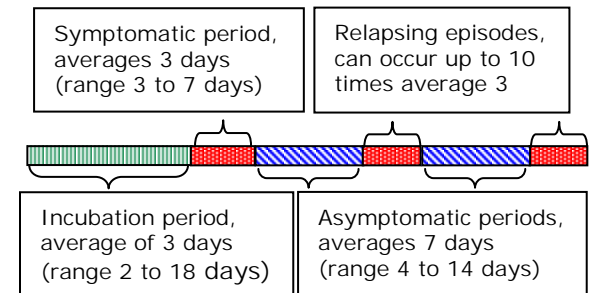 Symptomatic period,
averages 3 days
(range 3 to 7 days)
Relapsing episodes,
can occur up to 10
times average 3
Incubation period,
average of 3 days
(range 2 to 18 days)
Asymptomatic periods,
averages 7 days
(range 4 to 14 days)